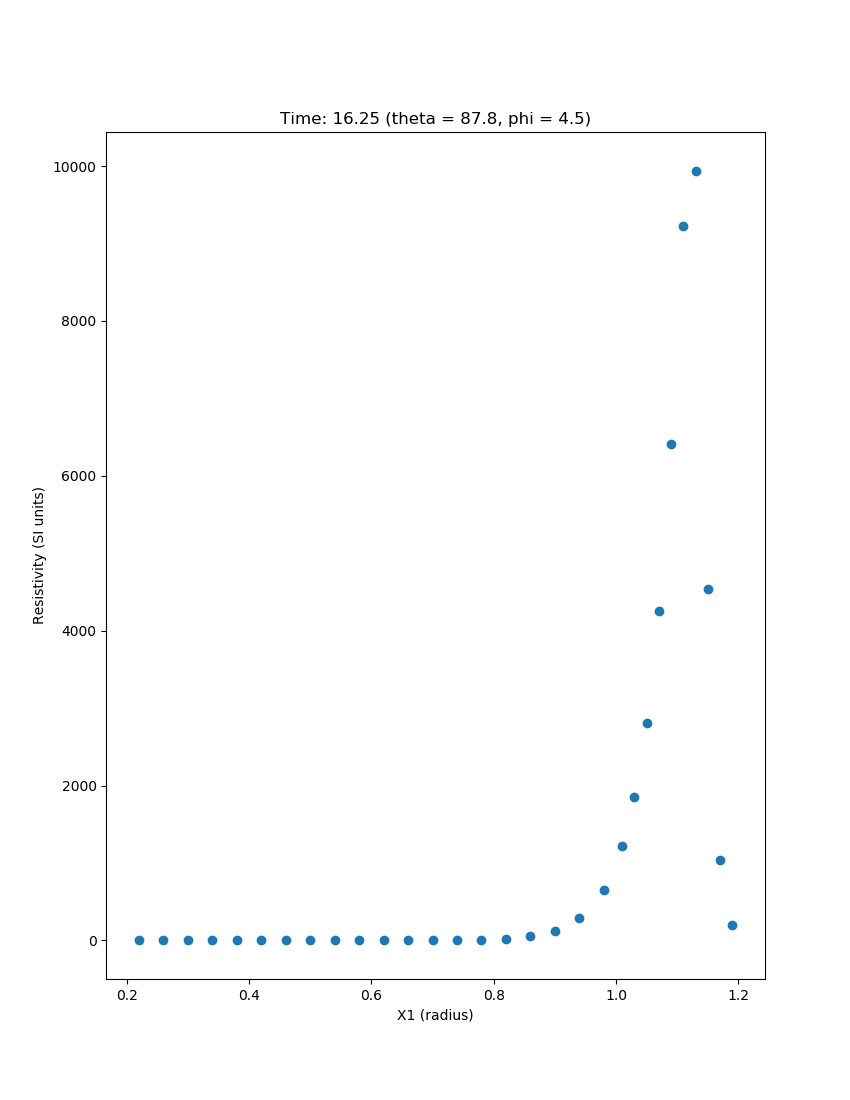 Time: 16.25 (theta = 87.8, phi = 4.5)
10000
8000
6000
4000
2000
0
Resistivity (SI units)
0.2 0.4 0.6 0.8 1.0 1.2
X1 (radius)